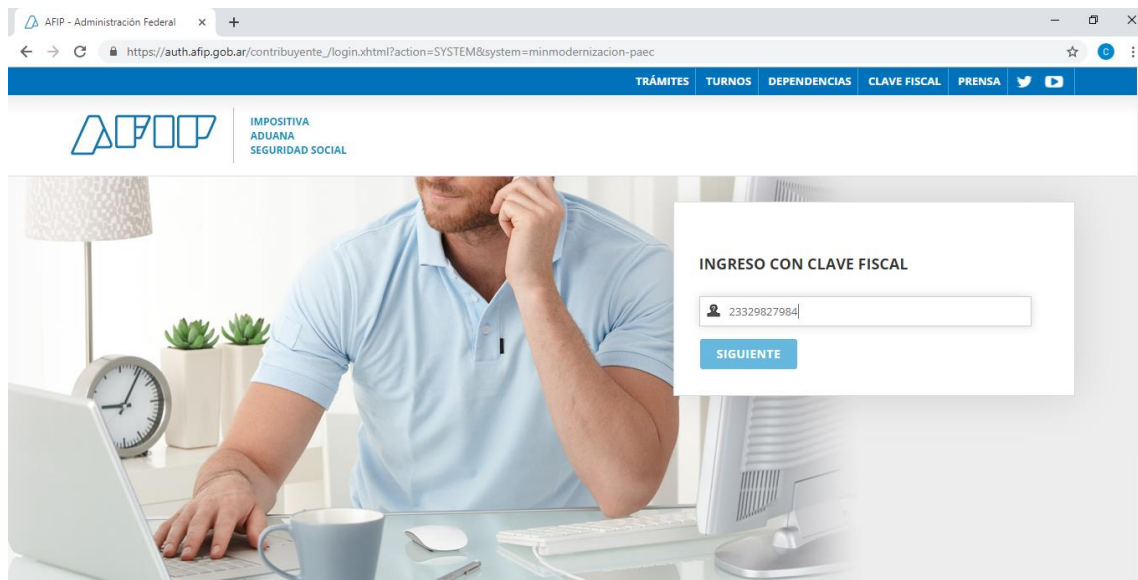 AFIP - Administración Federal
https://auth.afip.gob.ar/contribuyente_/login.xhtml?action=SYSTEM&system=minmodernizacion-paec
C
TRÁMITES TURNOS DEPENDENCIAS CLAVE FISCAL PRENSA
AFIP
IMPOSITIVA
ADUANA
SEGURIDAD SOCIAL
INGRESO CON CLAVE FISCAL
23329827984
SIGUIENTE